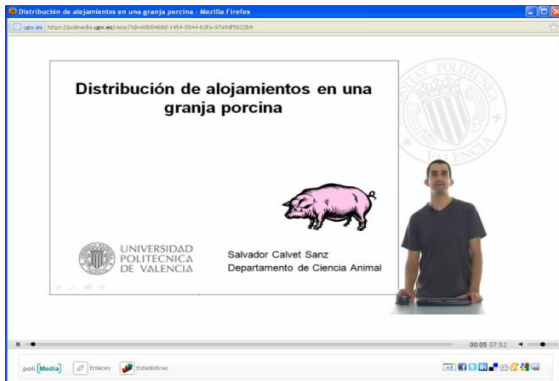 Distribución de alojamientos en una granja porcina - Mozilla Firefox
upv.es
Distribución de alojamientos en una
granja porcina
UNIVERSIDAD
POLITECNICA
DE VALENCIA
Salvador Calvet Sanz
Departamento de Ciencia Animal
00:05 07:52
poli [Media]
Enlaces
Estadísticas